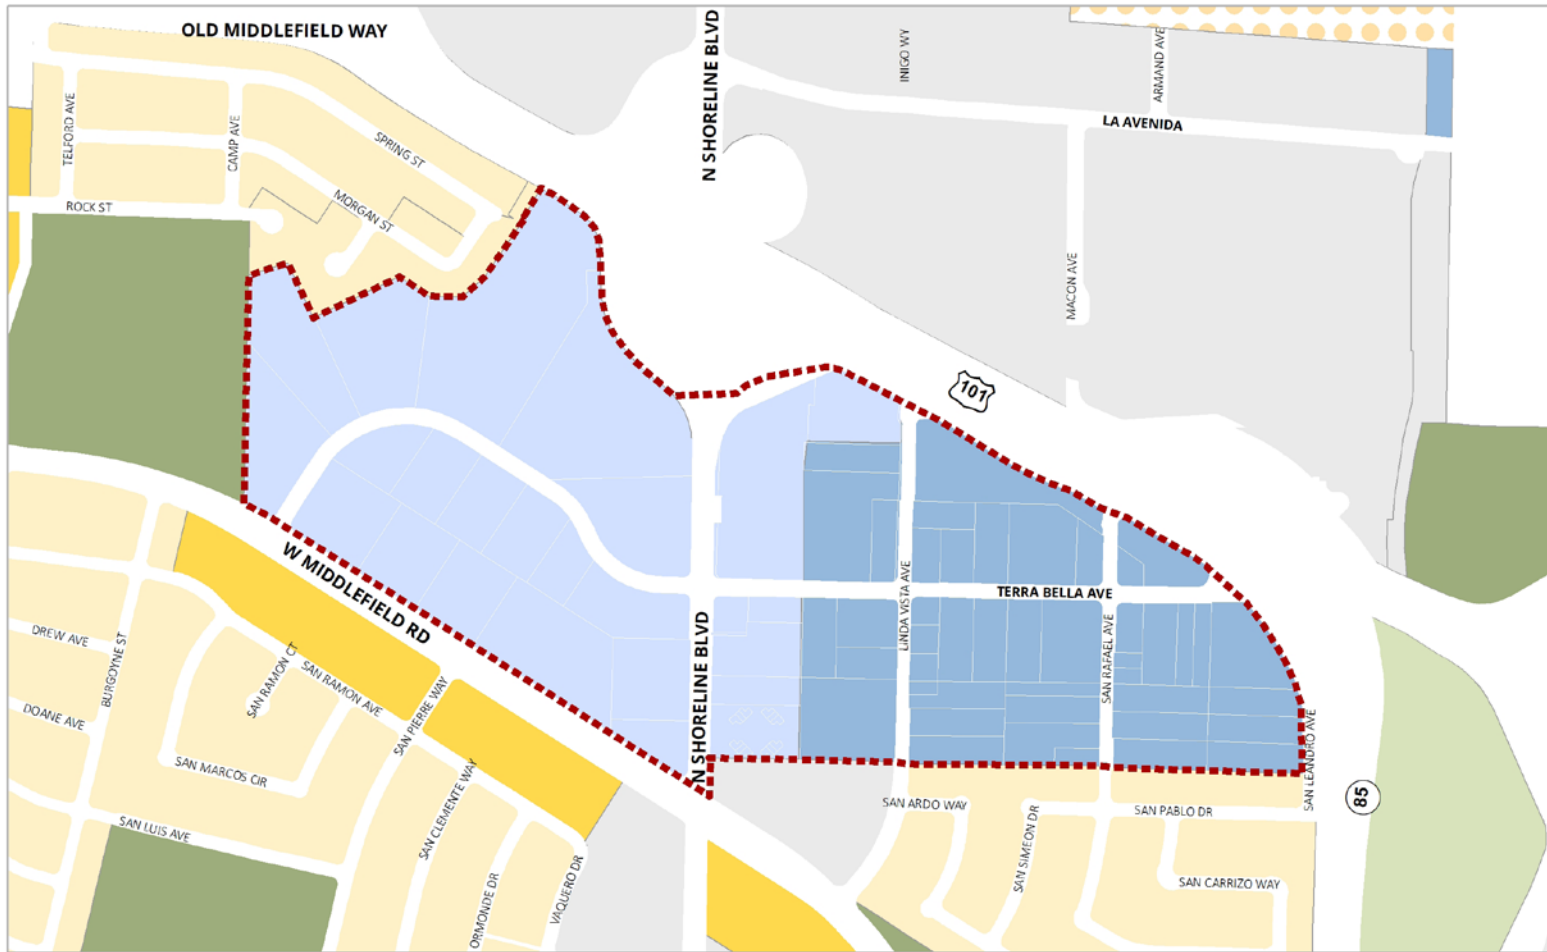 OLD MIDDLEFIELD WAY
N SHORELINE BLVD
INIGO WY
ARMAND AVE
LA AVENIDA
TELFORD AVE
CAMP AVE
SPRING ST
MORGAN ST
ROCK ST
MACON AVE
101
W MIDDLEFIELD RD
LINDA VISTA AVE
TERRA BELLA AVE
SAN RAFAEL AVE
N SHORELINE BLVD
DREW AVE
BURGOYNE ST
SAN RAMON CT
SAN RAMON AVE
SAN PIERRE WAY
DOANE AVE
SAN MARCOS CIR
SAN CLEMENTE WAY
SAN LUIS AVE
ORMONDE DR
VAQUERO DR
SAN LEANDRO AVE
85
SAN ARDO WAY
SAN SIMEON DR
SAN PABLO DR
SAN CARRIZO WAY